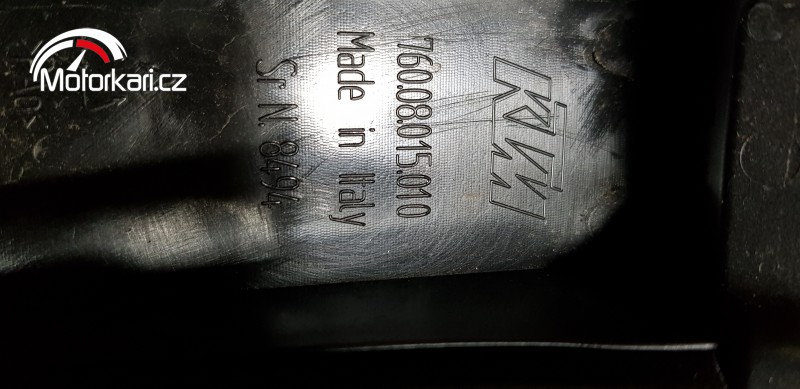 Motorkari.cz
KTM
760.08.015.010
Made in Italy
Sr N. 8494